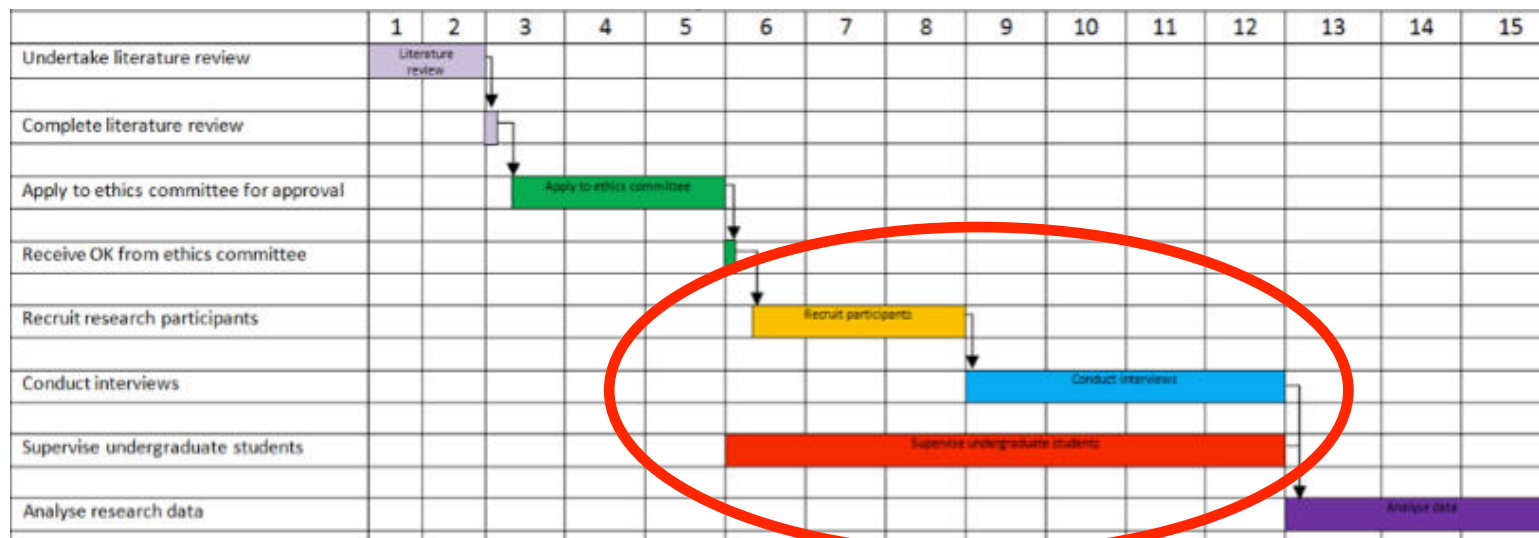 1 2 3 4 5 6 7 8 9 10 11 12 13 14 15
Undertake literature review
Literature
review
Complete literature review
Apply to ethics committee for approval
Apply to ethics committee
Receive OK from ethics committee
Recruit research participants
Recruit participants
Conduct interviews
Conduct interviews
Supervise undergraduate students
Supervise undergraduate students
Analyse research data
Analyse data